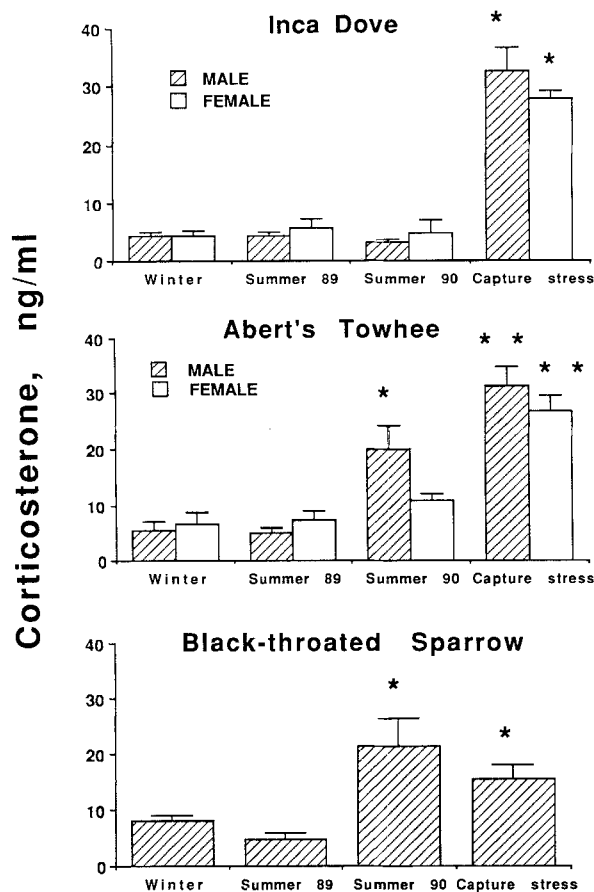 Corticosterone, ng/ml
Inca Dove
40
30
20
10
0
MALE
FEMALE
*
*
Winter Summer 89 Summer 90 Capture stress
Abert's Towhee
40
30
20
10
0
MALE
FEMALE
*
* *
* *
Winter Summer 89 Summer 90 Capture stress
Black-throated Sparrow
40
30
20
10
0
*
*
Winter Summer 89 Summer 90 Capture stress